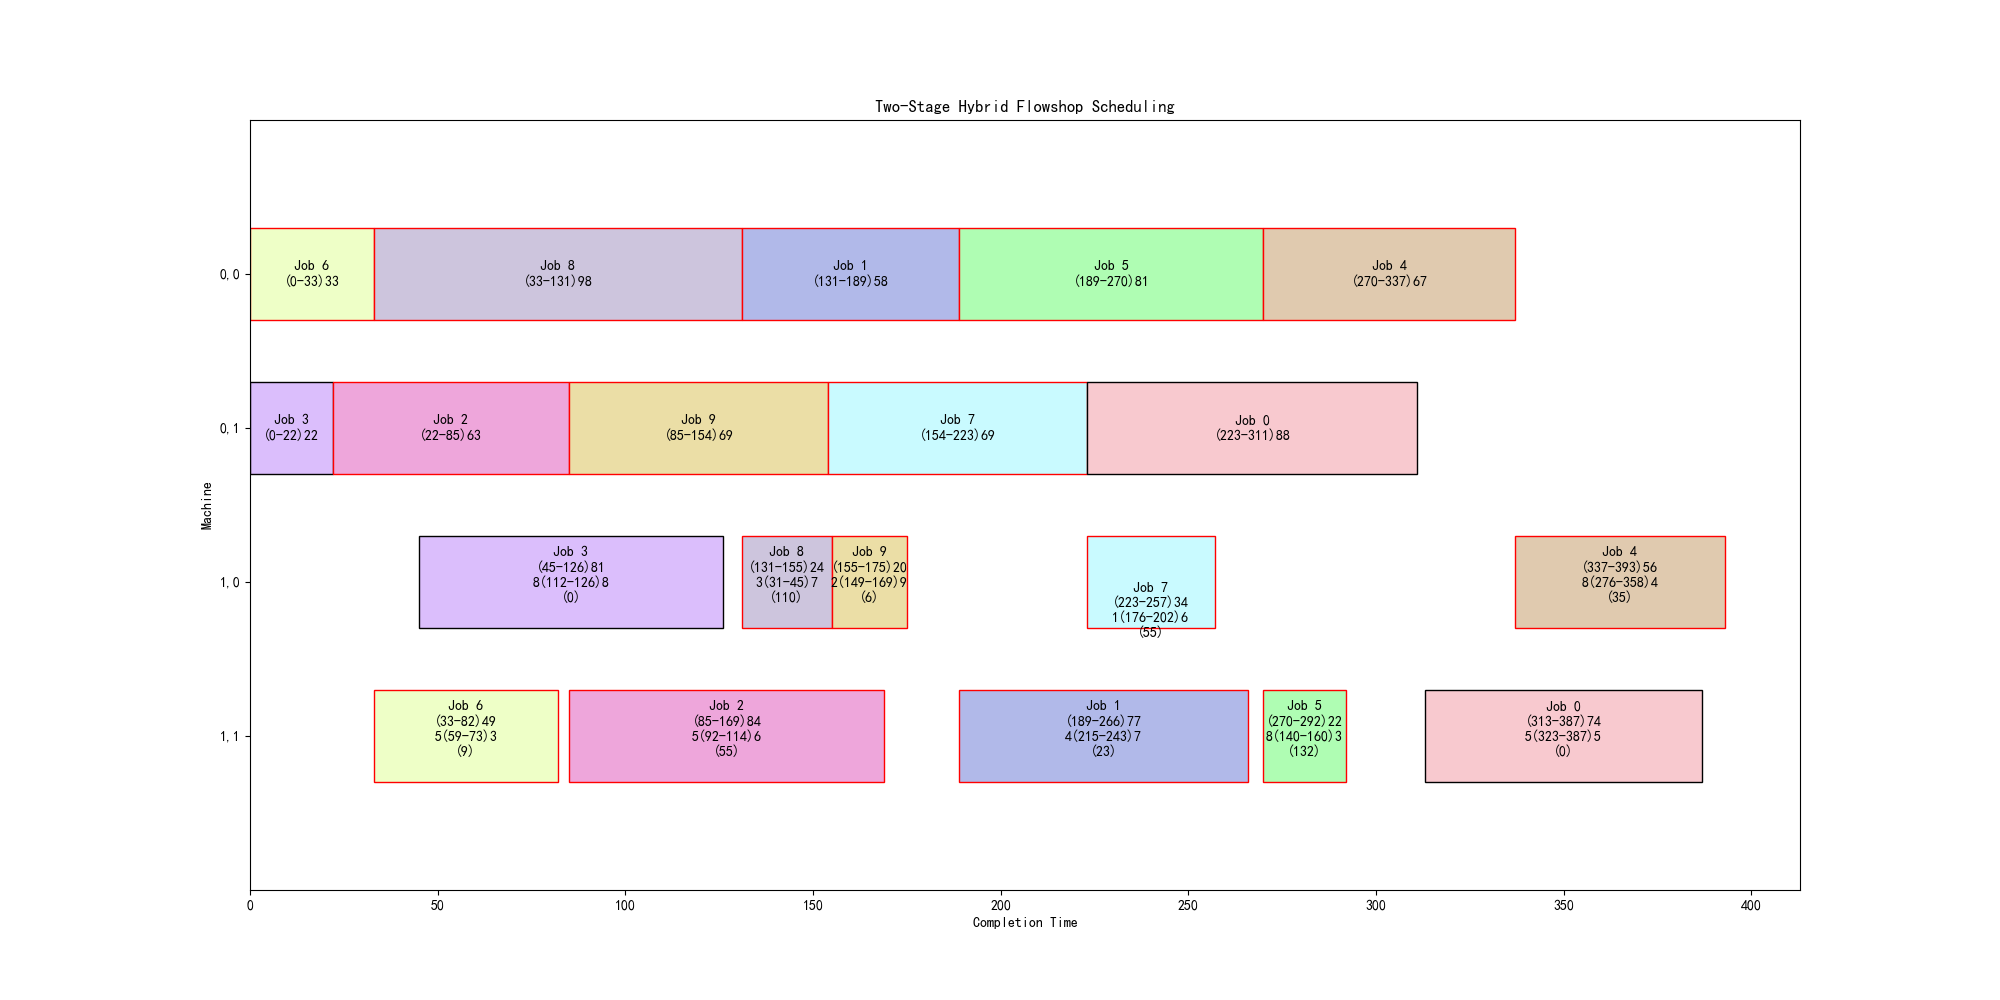 Two-Stage Hybrid Flowshop Scheduling
Machine
0,0
Job 6
(0-33)33
Job 8
(33-131)98
Job 1
(131-189)58
Job 5
(189-270)81
Job 4
(270-337)67
0,1
Job 3
(0-22)22
Job 2
(22-85)63
Job 9
(85-154)69
Job 7
(154-223)69
Job 0
(223-311)88
1,0
Job 3
(45-126)81
8(112-126)8
(0)
Job 8
(131-155)24
3(31-45)7
(110)
Job 9
(155-175)20
2(149-169)9
(6)
Job 7
(223-257)34
1(176-202)6
(55)
Job 4
(337-393)56
8(276-358)4
(35)
1,1
Job 6
(33-82)49
5(59-73)3
(9)
Job 2
(85-169)84
5(92-114)6
(55)
Job 1
(189-266)77
4(215-243)7
(23)
Job 5
(270-292)22
8(140-160)3
(132)
Job 0
(313-387)74
5(323-387)5
(0)
0
50
100
150
200
250
300
350
400
Completion Time